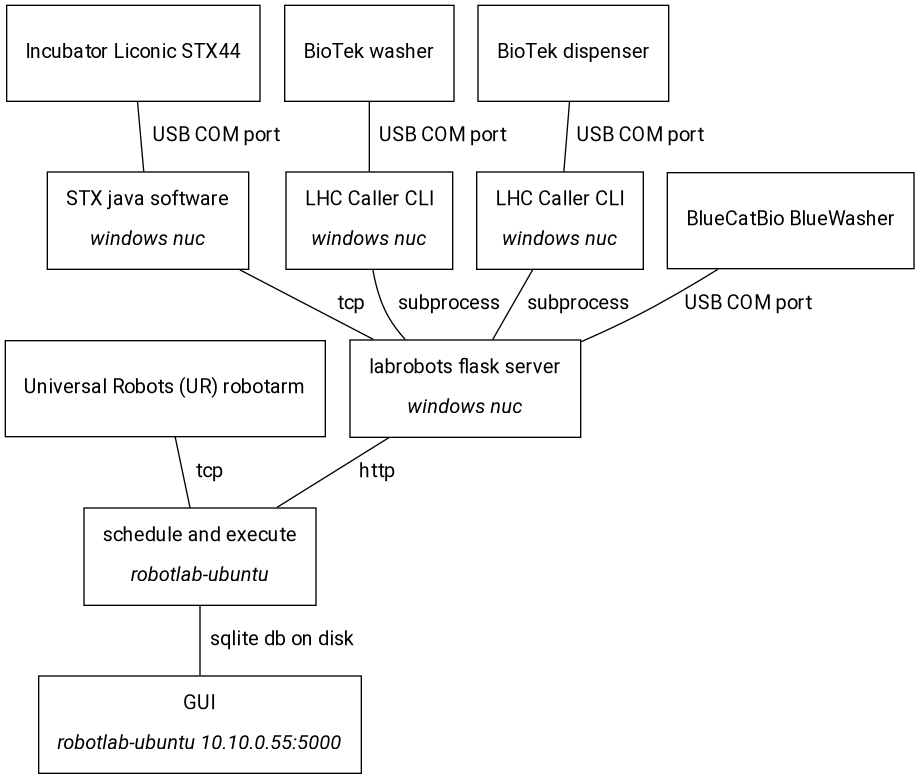 Incubator Liconic STX44
BioTek washer
BioTek dispenser
USB COM port
USB COM port
USB COM port
STX java software
windows nuc
LHC Caller CLI
windows nuc
LHC Caller CLI
windows nuc
BlueCatBio BlueWasher
tcp
subprocess
subprocess
USB COM port
Universal Robots (UR) robotarm
labrobots flask server
windows nuc
tcp
http
schedule and execute
robotlab-ubuntu
sqlite db on disk
GUI
robotlab-ubuntu 10.10.0.55:5000